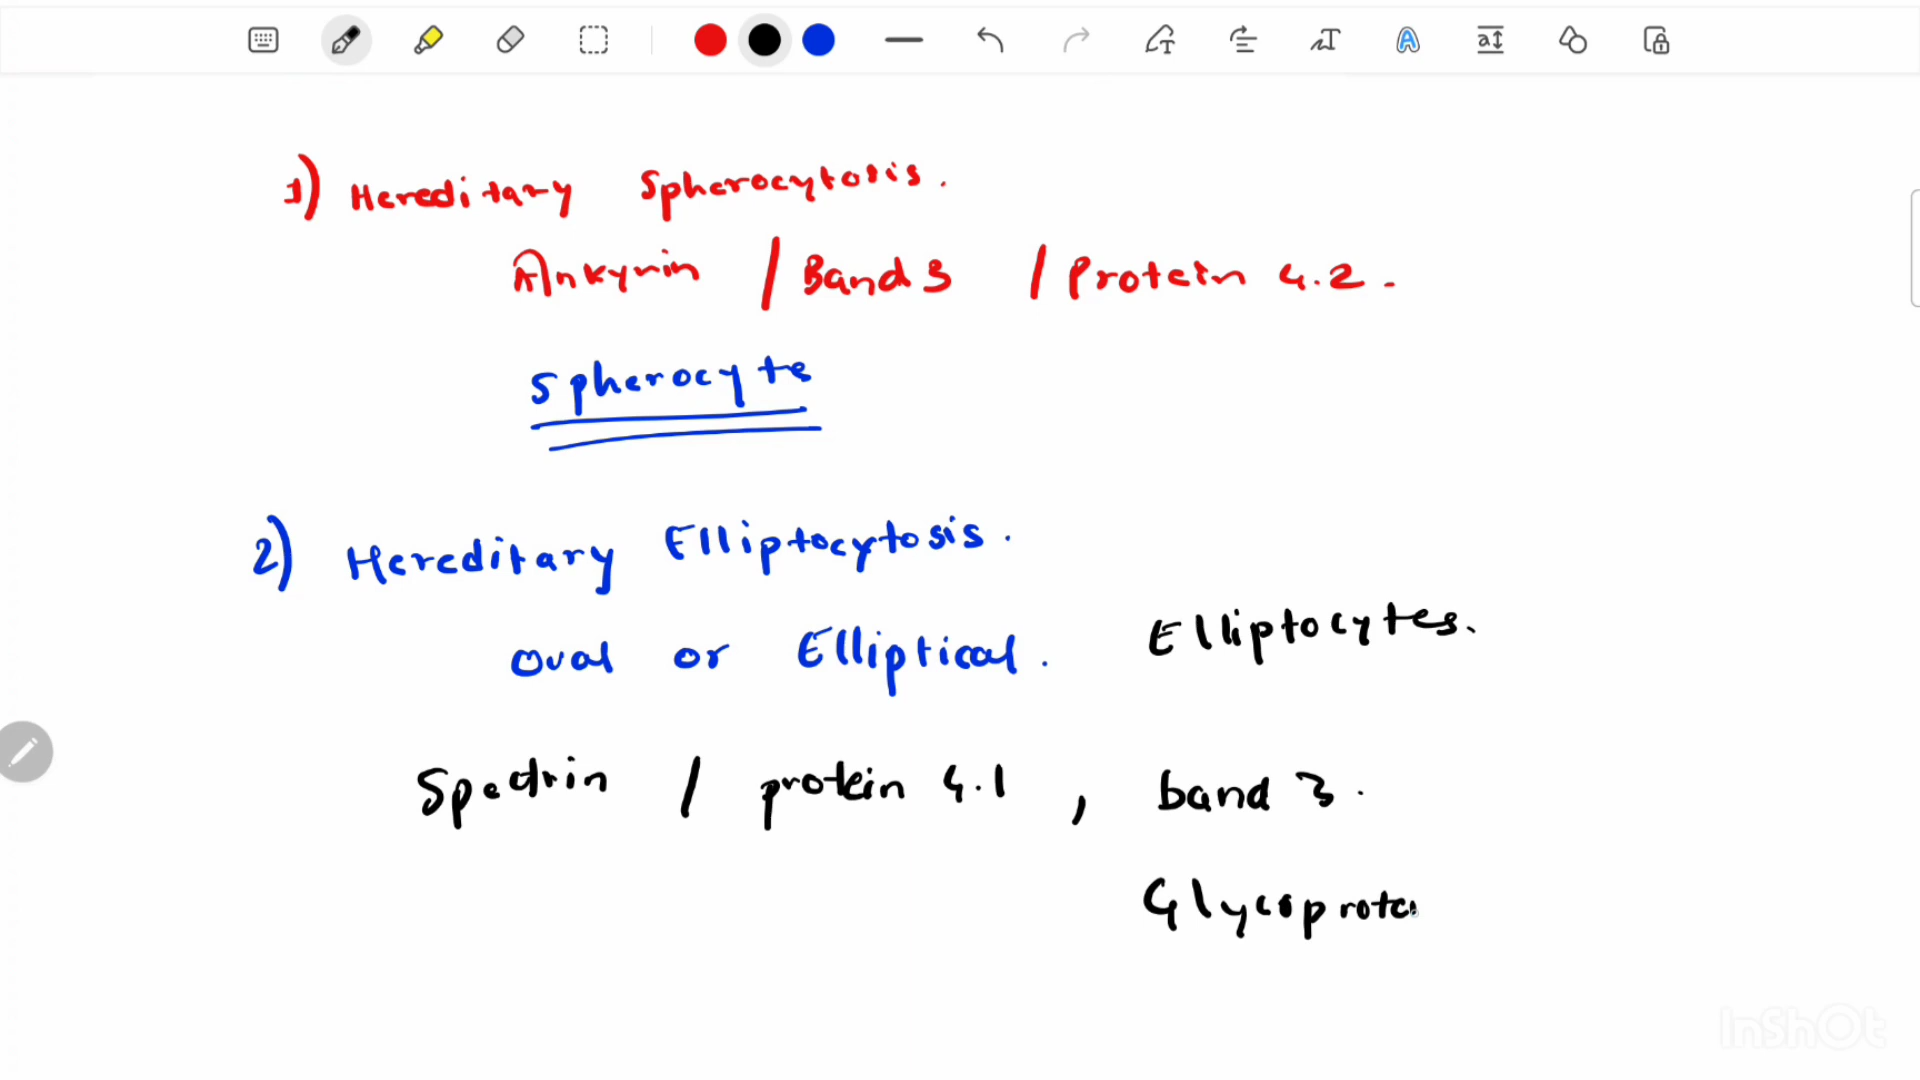 1) Hereditary Spherocytosis.
Ankyrin / Band 3 / Protein 4.2.
Spherocyte
2) Hereditary Elliptocytosis.
Oval or Elliptical. Elliptocytes.
Spectrin / protein 4.1, band 3.
Glycoprote
InShOt